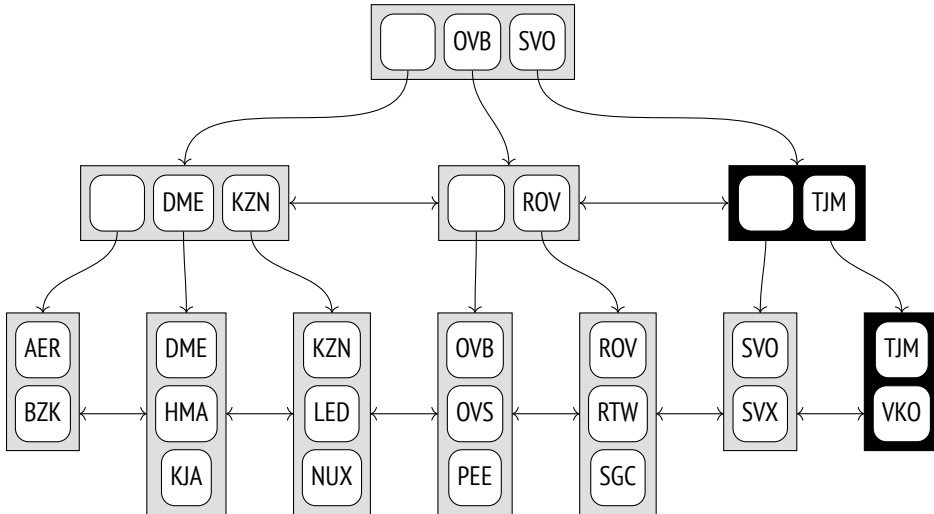 OVB SVO
DME KZN
ROV
TJM
AER
BZK
DME
HMA
KJA
KZN
LED
NUX
OVB
OVS
PEE
ROV
RTW
SGC
SVO
SVX
TJM
VKO